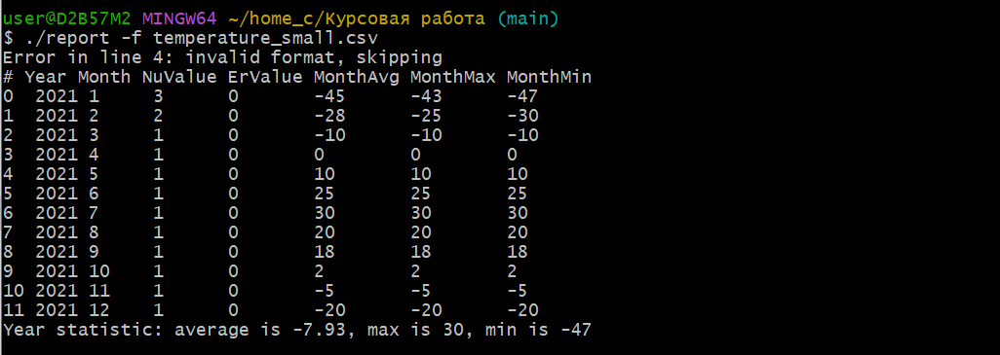 user@D2B57M2 MINGW64 ~/home_c/Курсовая работа (main)
$ ./report -f temperature_small.csv
Error in line 4: invalid format, skipping
# Year Month NuValue ErValue MonthAvg MonthMax MonthMin
0 2021 1 3 0 -45 -43 -47
1 2021 2 2 0 -28 -25 -30
2 2021 3 1 0 -10 -10 -10
3 2021 4 1 0 0 0 0
4 2021 5 1 0 10 10 10
5 2021 6 1 0 25 25 25
6 2021 7 1 0 30 30 30
7 2021 8 1 0 20 20 20
8 2021 9 1 0 18 18 18
9 2021 10 1 0 2 2 2
10 2021 11 1 0 -5 -5 -5
11 2021 12 1 0 -20 -20 -20
Year statistic: average is -7.93, max is 30, min is -47